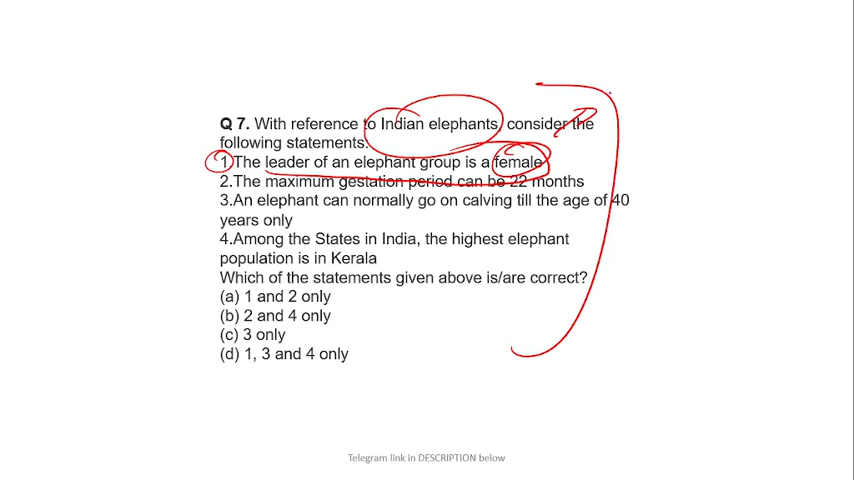 Q 7. With reference to Indian elephants, consider the
following statements:
1.The leader of an elephant group is a female
2.The maximum gestation period can be 22 months
3.An elephant can normally go on calving till the age of 40
years only
4.Among the States in India, the highest elephant
population is in Kerala
Which of the statements given above is/are correct?
(a) 1 and 2 only
(b) 2 and 4 only
(c) 3 only
(d) 1, 3 and 4 only
Telegram link in DESCRIPTION below